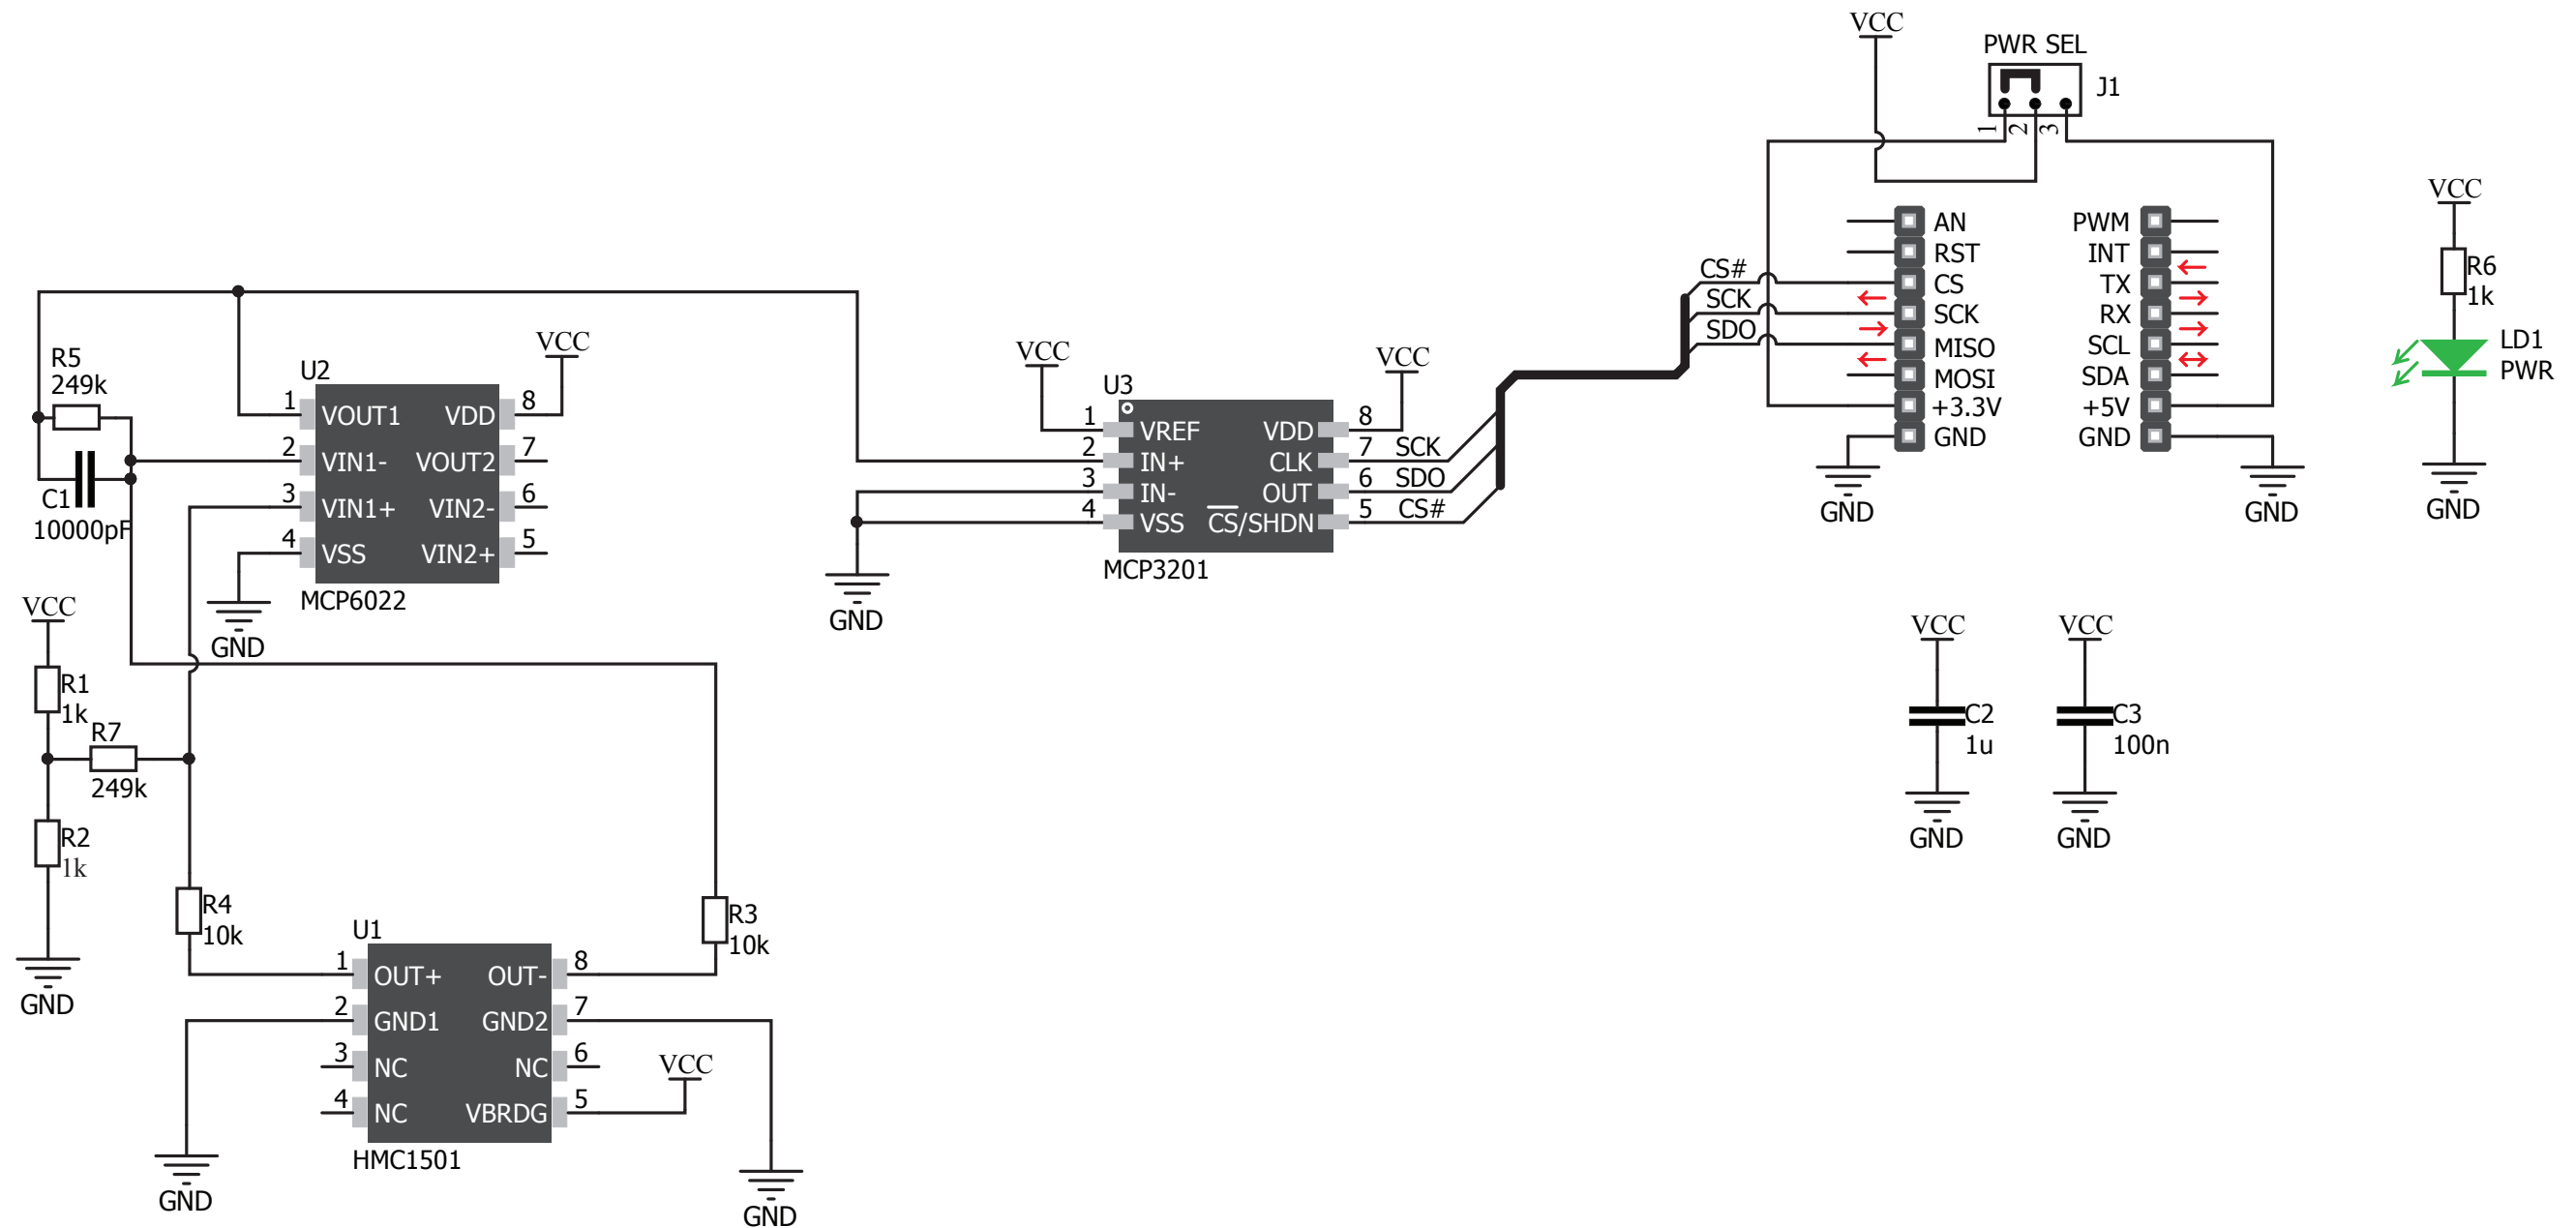 VCC
PWR SEL
J1
1 2 3
AN
RST
CS
SCK
MISO
MOSI
+3.3V
GND
PWM
INT
TX
RX
SCL
SDA
+5V
GND
GND
GND
CS#
SCK
SDO
VCC
R6
1k
LD1
PWR
GND
R5
249k
C1
10000pF
U2
1 VOUT1 VDD 8
2 VIN1- VOUT2 7
3 VIN1+ VIN2- 6
4 VSS VIN2+ 5
MCP6022
VCC
GND
VCC
VCC
U3
1 VREF VDD 8
2 IN+ CLK 7 SCK
3 IN- OUT 6 SDO
4 VSS CS/SHDN 5 CS#
MCP3201
GND
VCC
R1
1k
R7
249k
R2
1k
GND
R4
10k
R3
10k
U1
1 OUT+ OUT- 8
2 GND1 GND2 7
3 NC NC 6
4 NC VBRDG 5
HMC1501
VCC
GND
GND
VCC
C2
1u
GND
VCC
C3
100n
GND